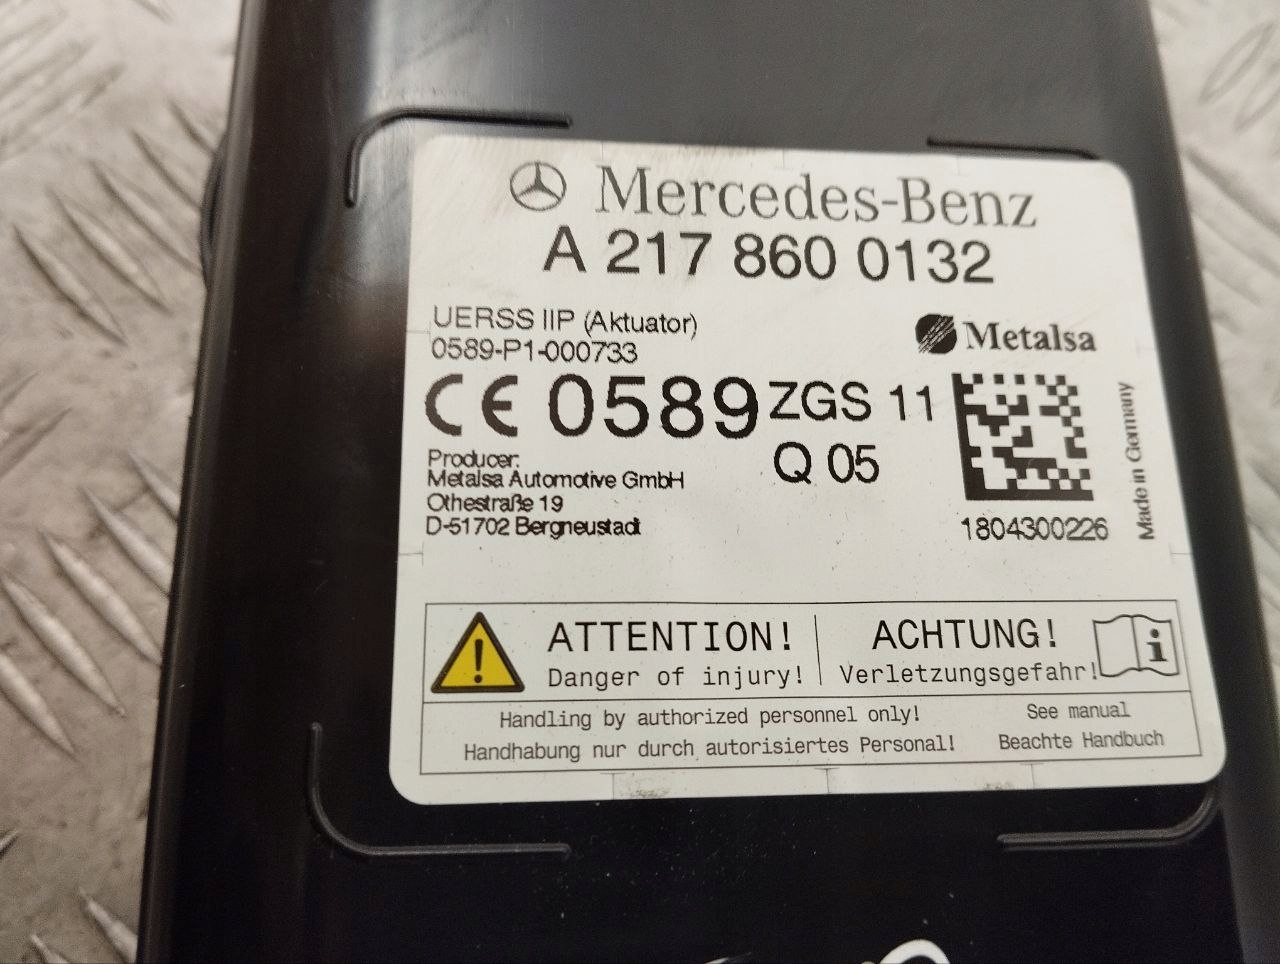 Mercedes-Benz
A 217 860 0132
UERSS IIP (Aktuator)
0589-P1-000733
Metalsa
CE 0589 ZGS 11
Q 05
Producer:
Metalsa Automotive GmbH
Othestraße 19
D-51702 Bergneustadt
1804300226
Made in Germany
ATTENTION!
Danger of injury!
ACHTUNG!
Verletzungsgefahr!
i
Handling by authorized personnel only!
Handhabung nur durch autorisiertes Personal!
See manual
Beachte Handbuch